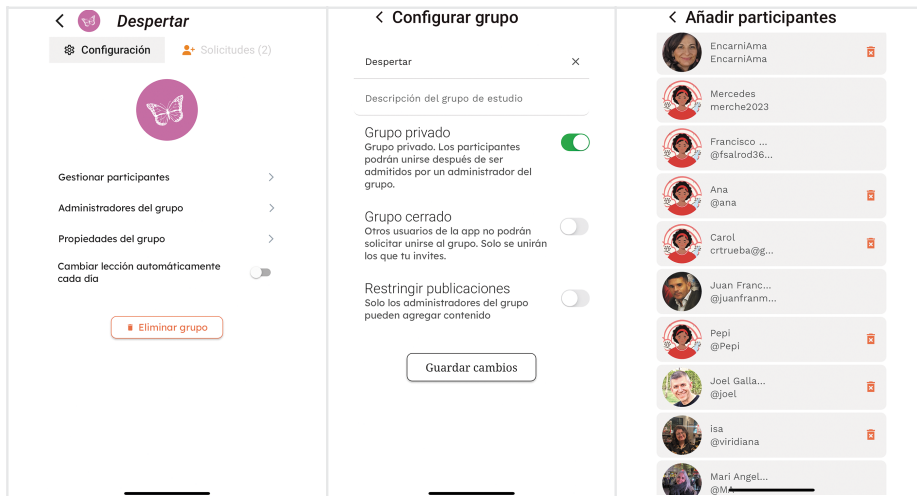 Despertar
Configuración
Solicitudes (2)
Gestionar participantes
Administradores del grupo
Propiedades del grupo
Cambiar lección automáticamente
cada día
Eliminar grupo
Configurar grupo
Despertar
Descripción del grupo de estudio
Grupo privado
Grupo privado. Los participantes
podrán unirse después de ser
admitidos por un administrador del
grupo.
Grupo cerrado
Otros usuarios de la app no podrán
solicitar unirse al grupo. Solo se unirán
los que tu invites.
Restringir publicaciones
Solo los administradores del grupo
pueden agregar contenido
Guardar cambios
Añadir participantes
EncarniAma
EncarniAma
Mercedes
merche2023
Francisco ...
@fsalrod36...
Ana
@ana
Carol
crtrueba@g...
Juan Franc...
@juanfranm...
Pepi
@Pepi
Joel Galla...
@joel
isa
@viridiana
Mari Angel...